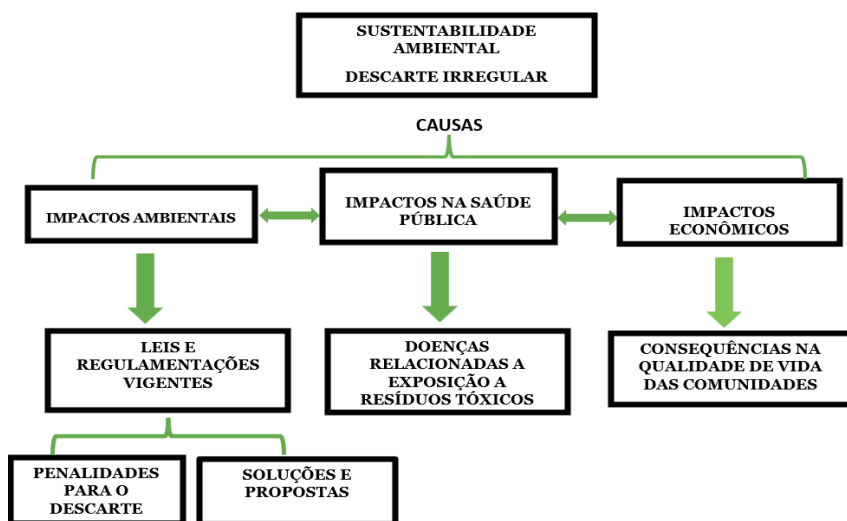 SUSTENTABILIDADE
AMBIENTAL
DESCARTE IRREGULAR
CAUSAS
IMPACTOS AMBIENTAIS
IMPACTOS NA SAÚDE
PÚBLICA
IMPACTOS
ECONÔMICOS
LEIS E
REGULAMENTAÇÕES
VIGENTES
DOENÇAS
RELACIONADAS A
EXPOSIÇÃO A
RESÍDUOS TÓXICOS
CONSEQUÊNCIAS NA
QUALIDADE DE VIDA
DAS COMUNIDADES
PENALIDADES
PARA O
DESCARTE
SOLUÇÕES E
PROPOSTAS